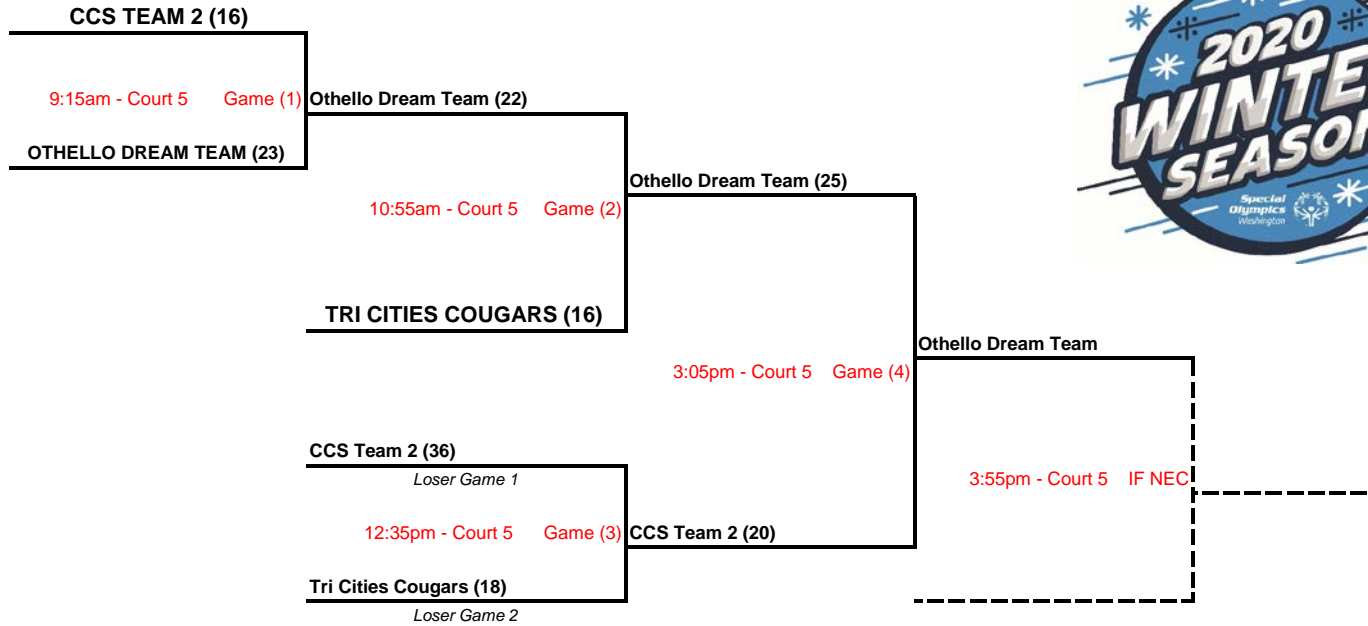 CCS TEAM 2 (16)
2020
WINTE
SEASON
Special
Olympics
Washington
9:15am - Court 5 Game (1)
Othello Dream Team (22)
OTHELLO DREAM TEAM (23)
Othello Dream Team (25)
10:55am - Court 5 Game (2)
TRI CITIES COUGARS (16)
Othello Dream Team
3:05pm - Court 5 Game (4)
CCS Team 2 (36)
Loser Game 1
3:55pm - Court 5 IF NEC
12:35pm - Court 5 Game (3)
CCS Team 2 (20)
Tri Cities Cougars (18)
Loser Game 2